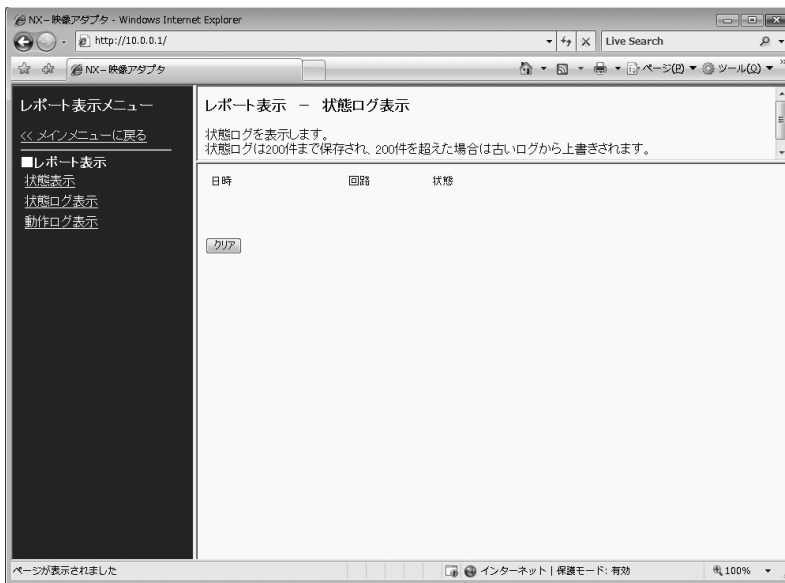 NX−映像アダプタ - Windows Internet Explorer
http://10.0.0.1/
Live Search
NX−映像アダプタ
ページ(P)
ツール(O)
レポート表示メニュー
<< メインメニューに戻る
■レポート表示
状態表示
状態ログ表示
動作ログ表示
レポート表示 − 状態ログ表示
状態ログを表示します。
状態ログは200件まで保存され、200件を超えた場合は古いログから上書きされます。
日時 回路 状態
クリア
ページが表示されました
インターネット | 保護モード: 有効
100%